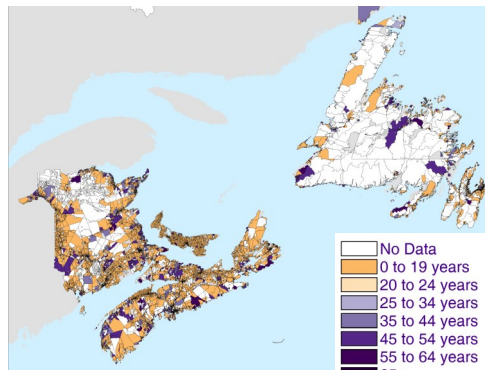 No Data
0 to 19 years
20 to 24 years
25 to 34 years
35 to 44 years
45 to 54 years
55 to 64 years